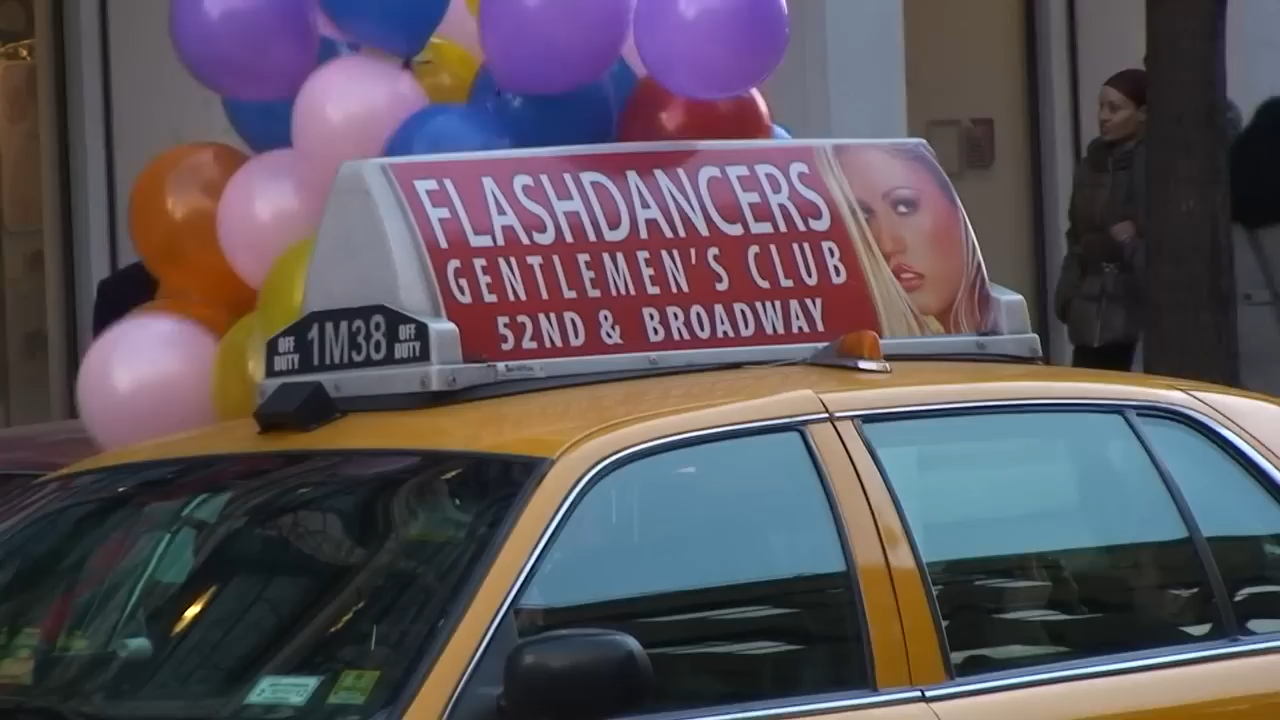 FLASHDANCERS
GENTLEMEN'S CLUB
52ND & BROADWAY
OFF DUTY 1M38 OFF DUTY